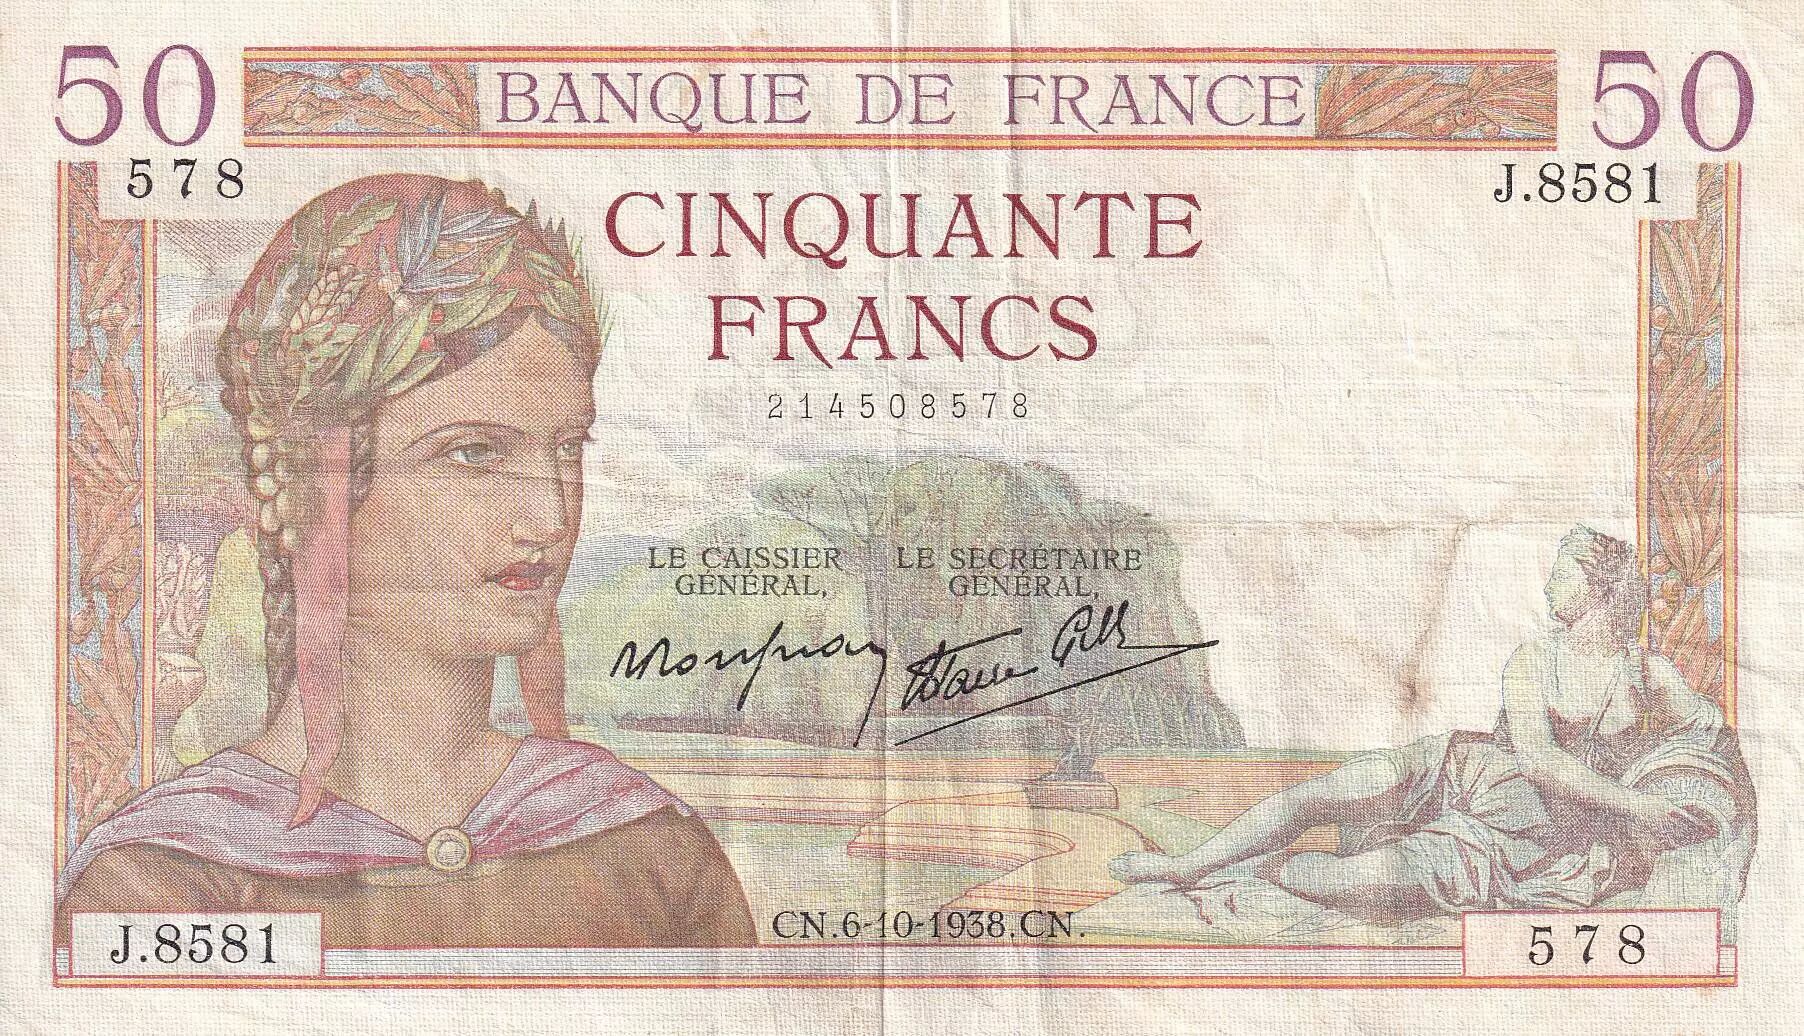 50 BANQUE DE FRANCE 50
578 J.8581
CINQUANTE
FRANCS
214508578
LE CAISSIER
GÉNÉRAL,
LE SECRÉTAIRE
GÉNÉRAL,
CN.6-10-1938.CN.
J.8581 578